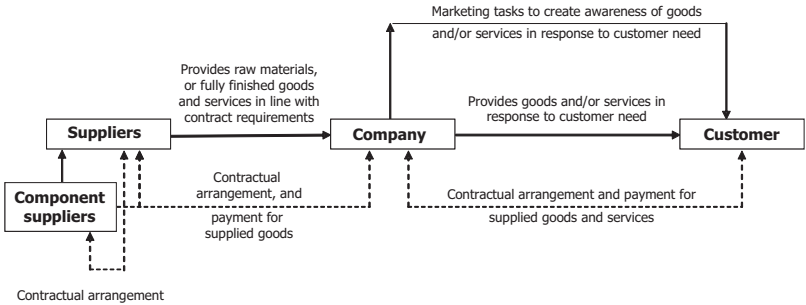 Marketing tasks to create awareness of goods
and/or services in response to customer need
Provides raw materials,
or fully finished goods
and services in line with
contract requirements
Provides goods and/or services in
response to customer need
Suppliers
Company
Customer
Component
suppliers
Contractual
arrangement, and
payment for
supplied goods
Contractual arrangement and payment for
supplied goods and services
Contractual arrangement